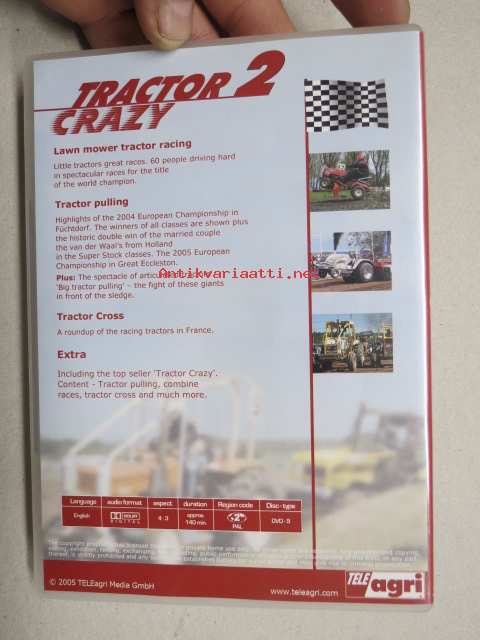 TRACTOR 2
CRAZY
Lawn mower tractor racing
Little tractors great races. 60 people driving hard
in spectacular races for the title
of the world champion.
Tractor pulling
Highlights of the 2004 European Championship in
Füchtdorf. The winners of all classes are shown plus
the historic double win of the married couple
the van der Waal's from Holland
in the Super Stock classes. The 2005 European
Championship in Great Eccleston.
Antikvariaatti.net
Plus: The spectacle of
'Big tractor pulling' - the fight of these giants
in front of the sledge.
Tractor Cross
A roundup of the racing tractors in France.
Extra
Including the top seller 'Tractor Crazy'.
Content - Tractor pulling, combine
races, tractor cross and much more.
Language audio format aspect duration Region code Disc-type
English DOLBY DIGITAL 4:3 approx. 140 min. 2 PAL DVD-9
© 2005 TELEagri Media GmbH
www.teleagri.com
TELE agri